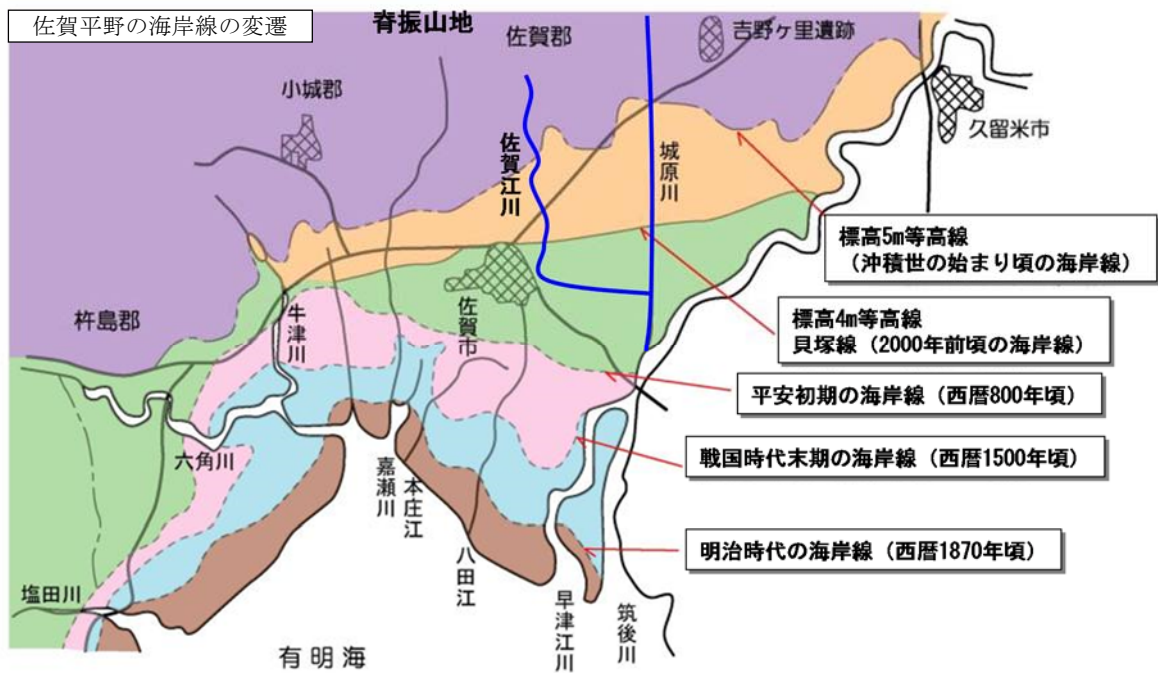 佐賀平野の海岸線の変遷
脊振山地
佐賀郡
吉野ヶ里遺跡
小城郡
久留米市
佐賀江川
城原川
標高5m等高線
（沖積世の始まり頃の海岸線）
杵島郡
牛津川
佐賀市
標高4m等高線
貝塚線（2000年前頃の海岸線）
平安初期の海岸線（西暦800年頃）
六角川
嘉瀬川
本庄江
戦国時代末期の海岸線（西暦1500年頃）
八田江
明治時代の海岸線（西暦1870年頃）
塩田川
早津江川
筑後川
有明海